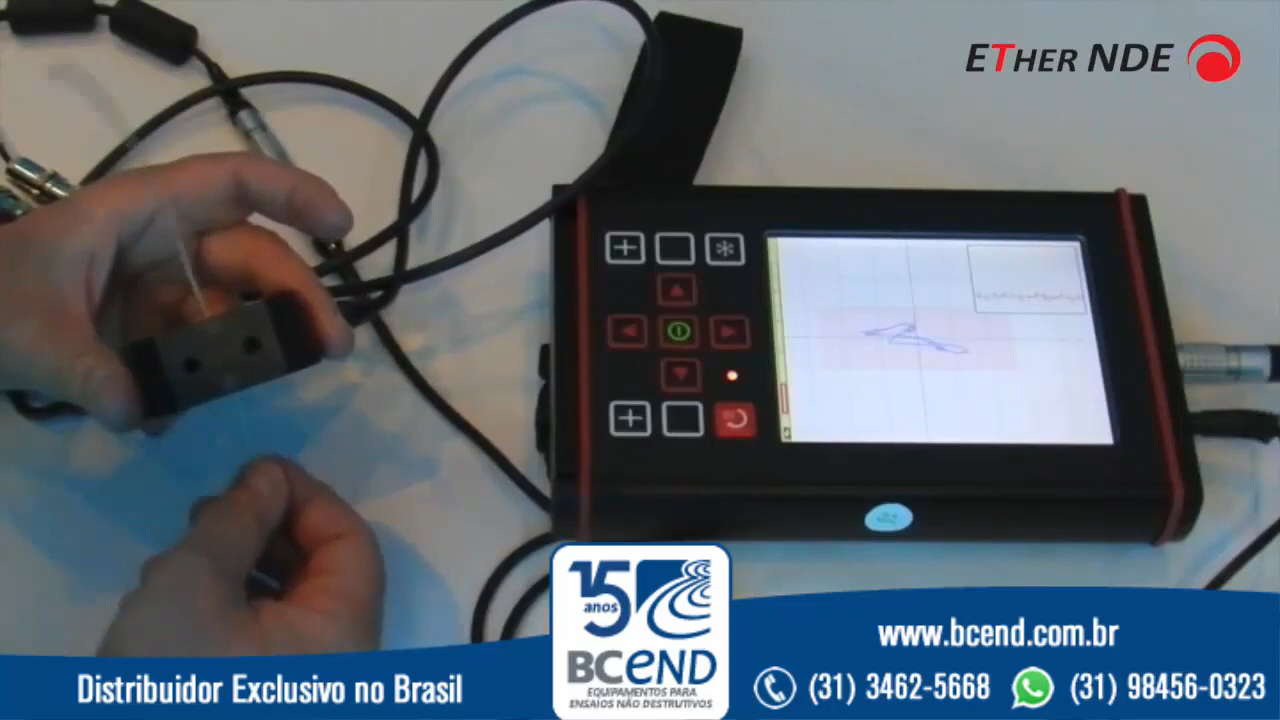 ETHER NDE
15
anos
BCEND
EQUIPAMENTOS PARA
ENSAIOS NÃO DESTRUTIVOS
Distribuidor Exclusivo no Brasil
www.bcend.com.br
(31) 3462-5668
(31) 98456-0323